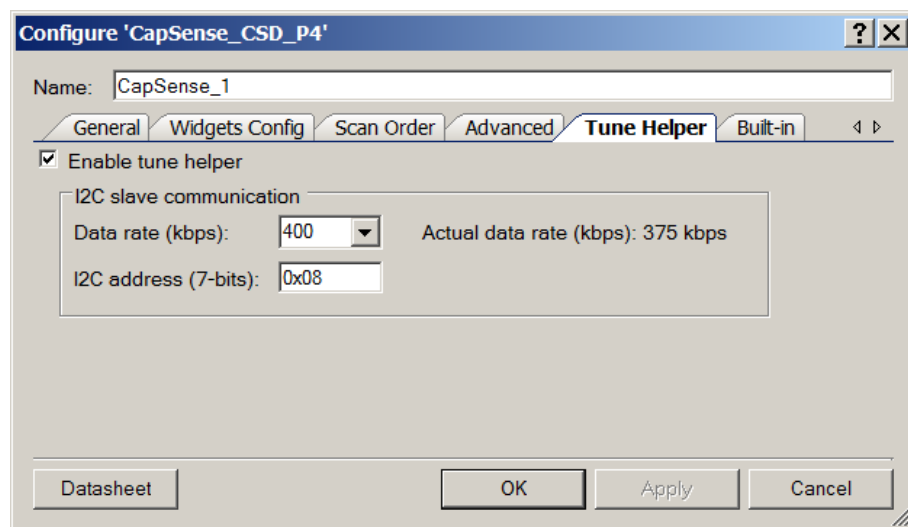 Configure 'CapSense_CSD_P4'
Name: CapSense_1
General Widgets Config Scan Order Advanced Tune Helper Built-in
Enable tune helper
I2C slave communication
Data rate (kbps): 400 Actual data rate (kbps): 375 kbps
I2C address (7-bits): 0x08
Datasheet OK Apply Cancel